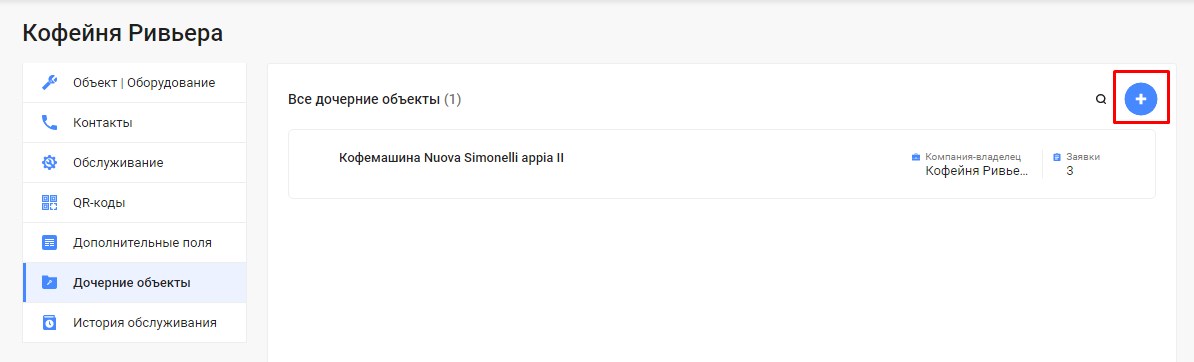 Кофейня Ривьера
Объект | Оборудование
Контакты
Обслуживание
QR-коды
Дополнительные поля
Дочерние объекты
История обслуживания
Все дочерние объекты (1)
Кофемашина Nuova Simonelli appia II
Компания-владелец
Кофейня Ривье...
Заявки
3